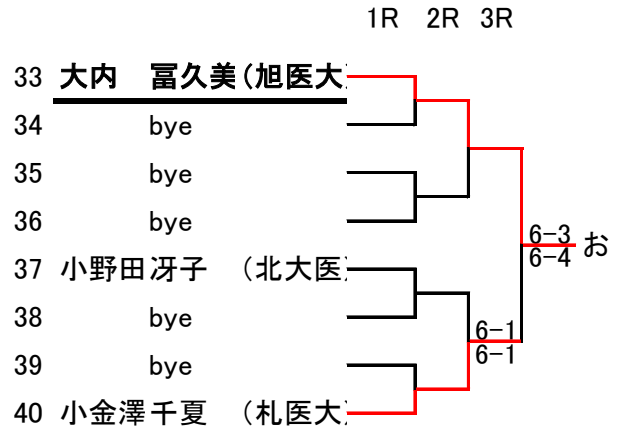 1R 2R 3R
33 大内 冨久美(旭医大)
34 bye
35 bye
36 bye
6-3
6-4 お
37 小野田冴子 (北大医)
38 bye
6-1
6-1
39 bye
40 小金澤千夏 (札医大)